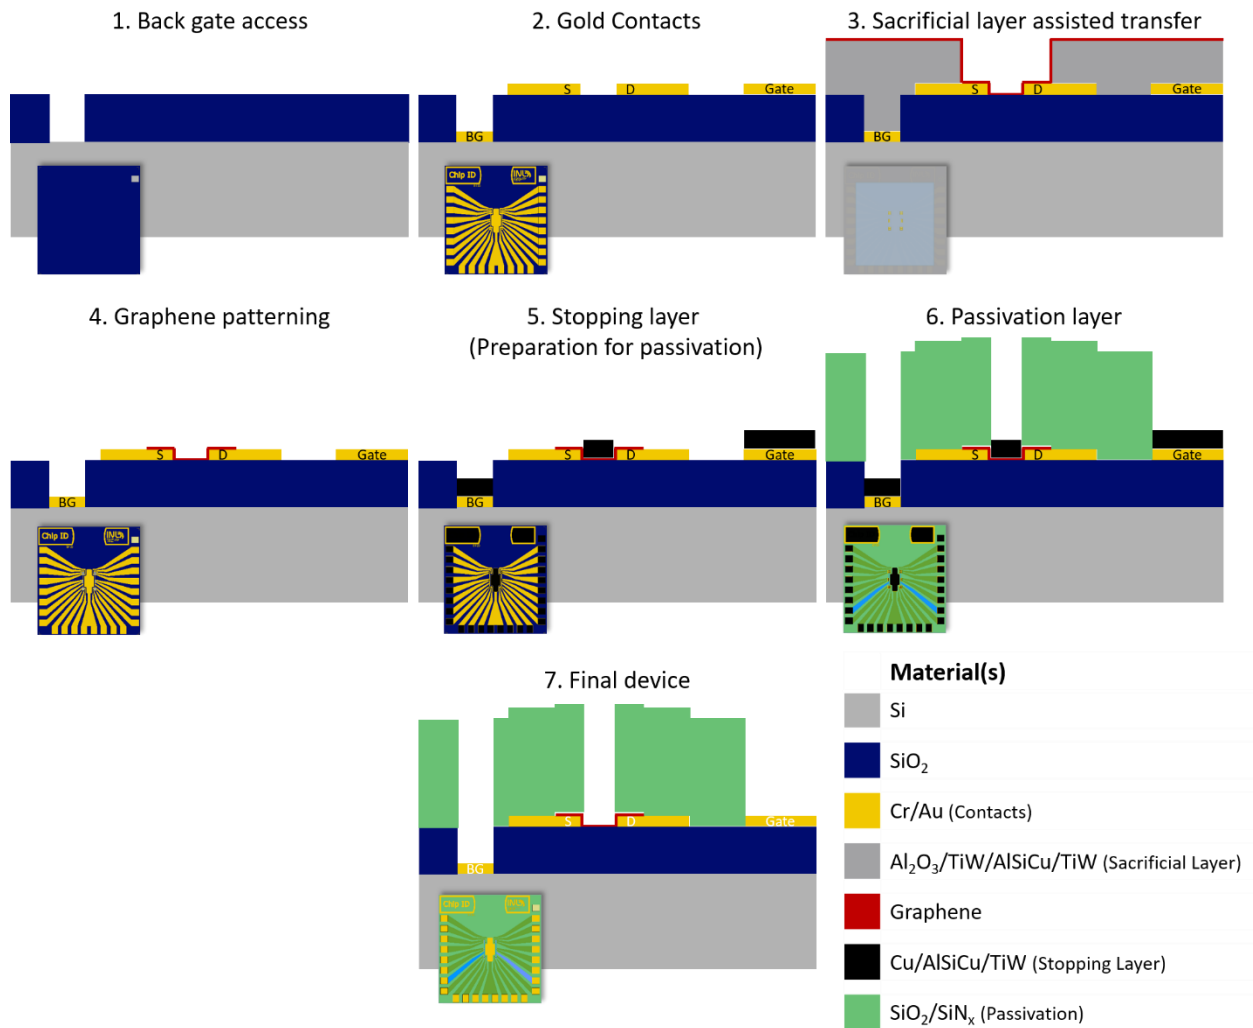 1. Back gate access
2. Gold Contacts
3. Sacrificial layer assisted transfer
S
D
Gate
BG
S
D
Gate
BG
Chip ID
INL
4. Graphene patterning
5. Stopping layer
(Preparation for passivation)
6. Passivation layer
S
D
Gate
BG
Chip ID
INL
S
D
Gate
BG
S
D
Gate
BG
7. Final device
S
D
Gate
BG
Chip ID
INL
Material(s)
Si
SiO₂
Cr/Au (Contacts)
Al₂O₃/TiW/AlSiCu/TiW (Sacrificial Layer)
Graphene
Cu/AlSiCu/TiW (Stopping Layer)
SiO₂/SiNₓ (Passivation)